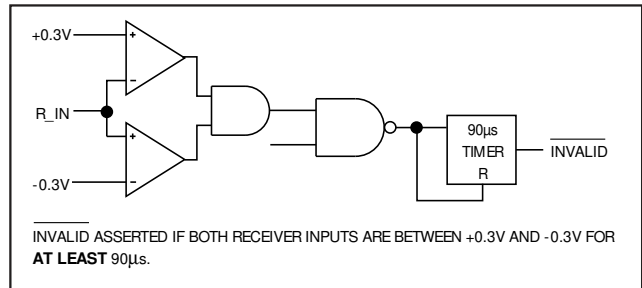 +0.3V
R_IN
-0.3V
+
-
+
-
90µs
TIMER
R
INVALID
INVALID ASSERTED IF BOTH RECEIVER INPUTS ARE BETWEEN +0.3V AND -0.3V FOR
AT LEAST 90µs.